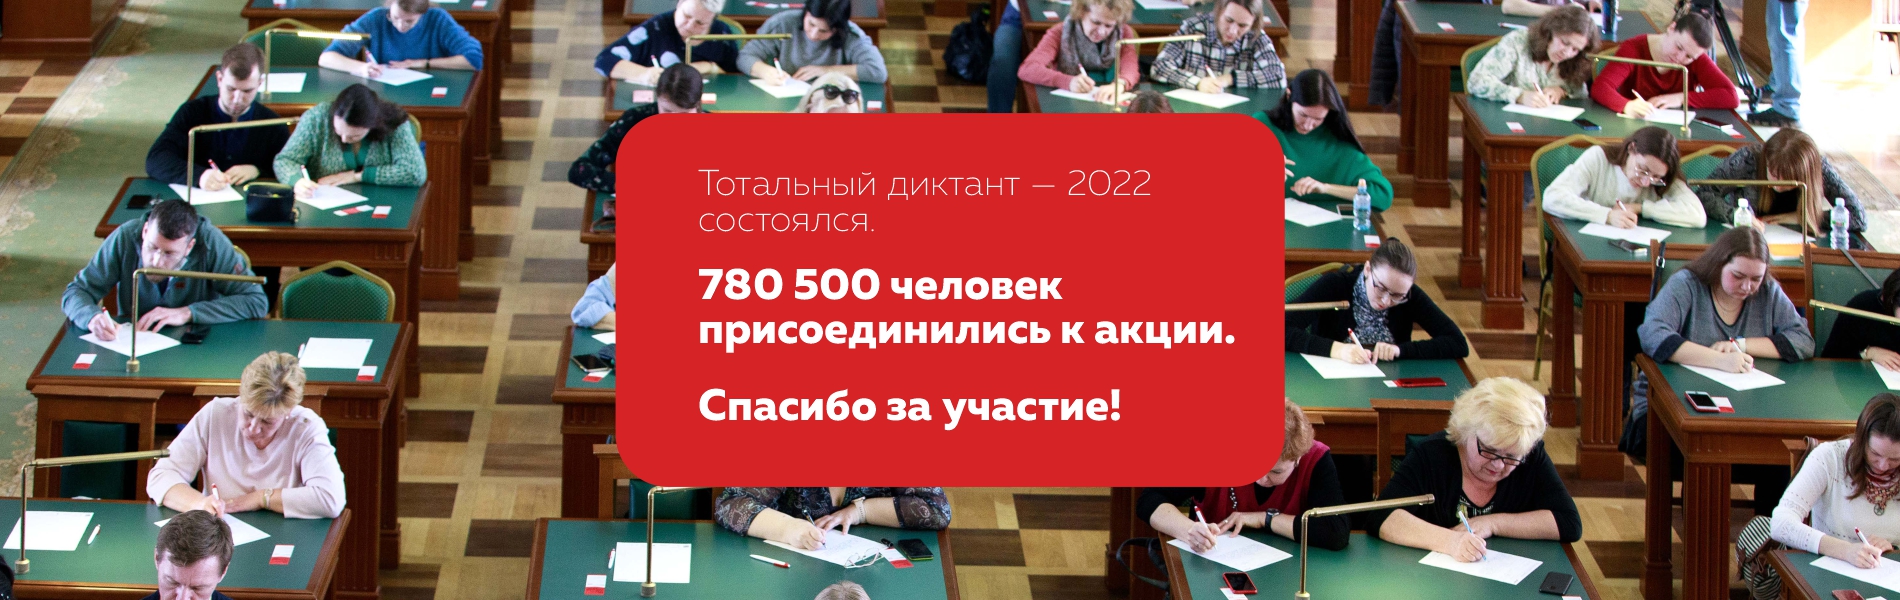 Тотальный диктант — 2022
состоялся.
780 500 человек
присоединились к акции.
Спасибо за участие!